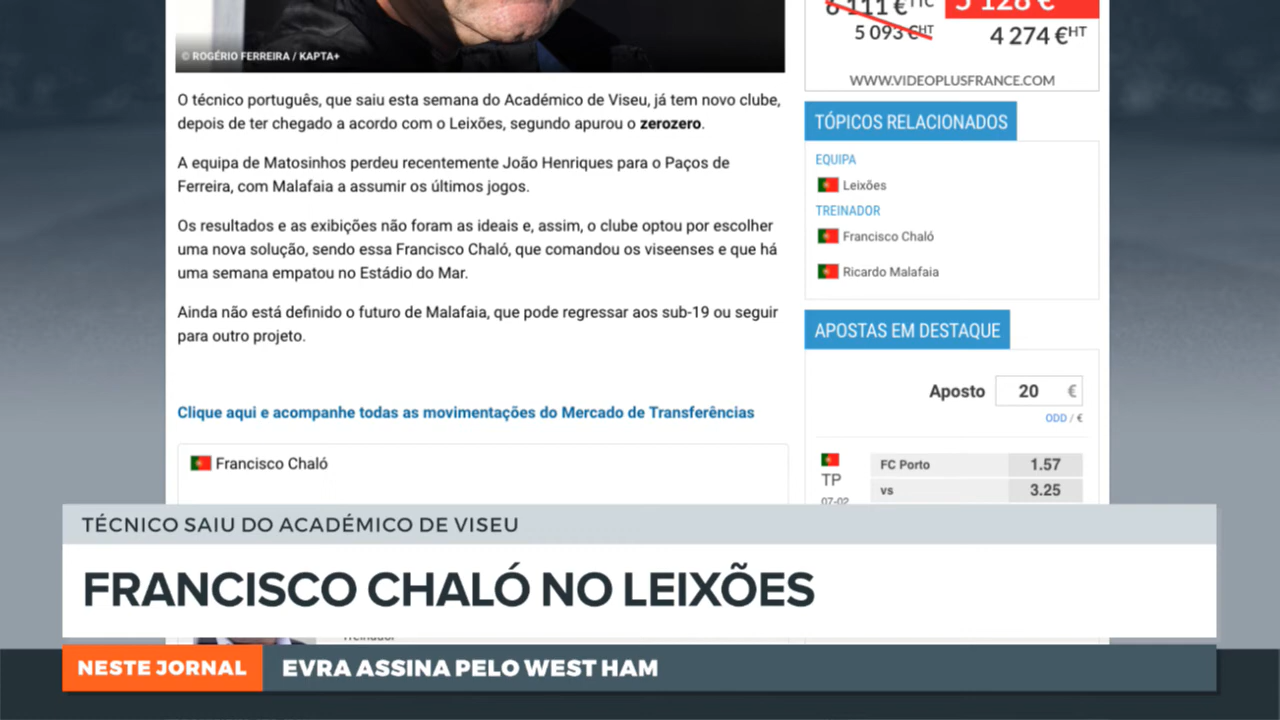 6 111 €TTC
5 128 €
5 093 €HT
4 274 €HT
WWW.VIDEOPLUSFRANCE.COM
© ROGÉRIO FERREIRA / KAPTA+
O técnico português, que saiu esta semana do Académico de Viseu, já tem novo clube,
depois de ter chegado a acordo com o Leixões, segundo apurou o zerozero.
A equipa de Matosinhos perdeu recentemente João Henriques para o Paços de
Ferreira, com Malafaia a assumir os últimos jogos.
Os resultados e as exibições não foram as ideais e, assim, o clube optou por escolher
uma nova solução, sendo essa Francisco Chaló, que comandou os viseenses e que há
uma semana empatou no Estádio do Mar.
Ainda não está definido o futuro de Malafaia, que pode regressar aos sub-19 ou seguir
para outro projeto.
Clique aqui e acompanhe todas as movimentações do Mercado de Transferências
Francisco Chaló
TÓPICOS RELACIONADOS
EQUIPA
Leixões
TREINADOR
Francisco Chaló
Ricardo Malafaia
APOSTAS EM DESTAQUE
Aposto 20 €
ODD / €
TP
07-02
FC Porto 1.57
vs 3.25
TÉCNICO SAIU DO ACADÉMICO DE VISEU
FRANCISCO CHALÓ NO LEIXÕES
Treinador
NESTE JORNAL EVRA ASSINA PELO WEST HAM